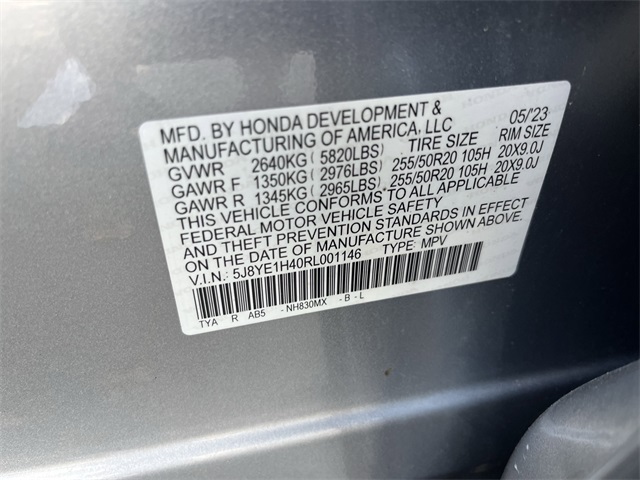 MFD. BY HONDA DEVELOPMENT & 05/'23
MANUFACTURING OF AMERICA, LLC TIRE SIZE RIM SIZE
GVWR 2640KG ( 5820LBS)
GAWR F 1350KG ( 2976LBS) 255/50R20 105H 20X9.0J
GAWR R 1345KG ( 2965LBS) 255/50R20 105H 20X9.0J
THIS VEHICLE CONFORMS TO ALL APPLICABLE
FEDERAL MOTOR VEHICLE SAFETY
AND THEFT PREVENTION STANDARDS IN EFFECT
ON THE DATE OF MANUFACTURE SHOWN ABOVE.
V.I.N.: 5J8YE1H40RL001146 TYPE: MPV
TYA R AB5 - NH830MX - B - L